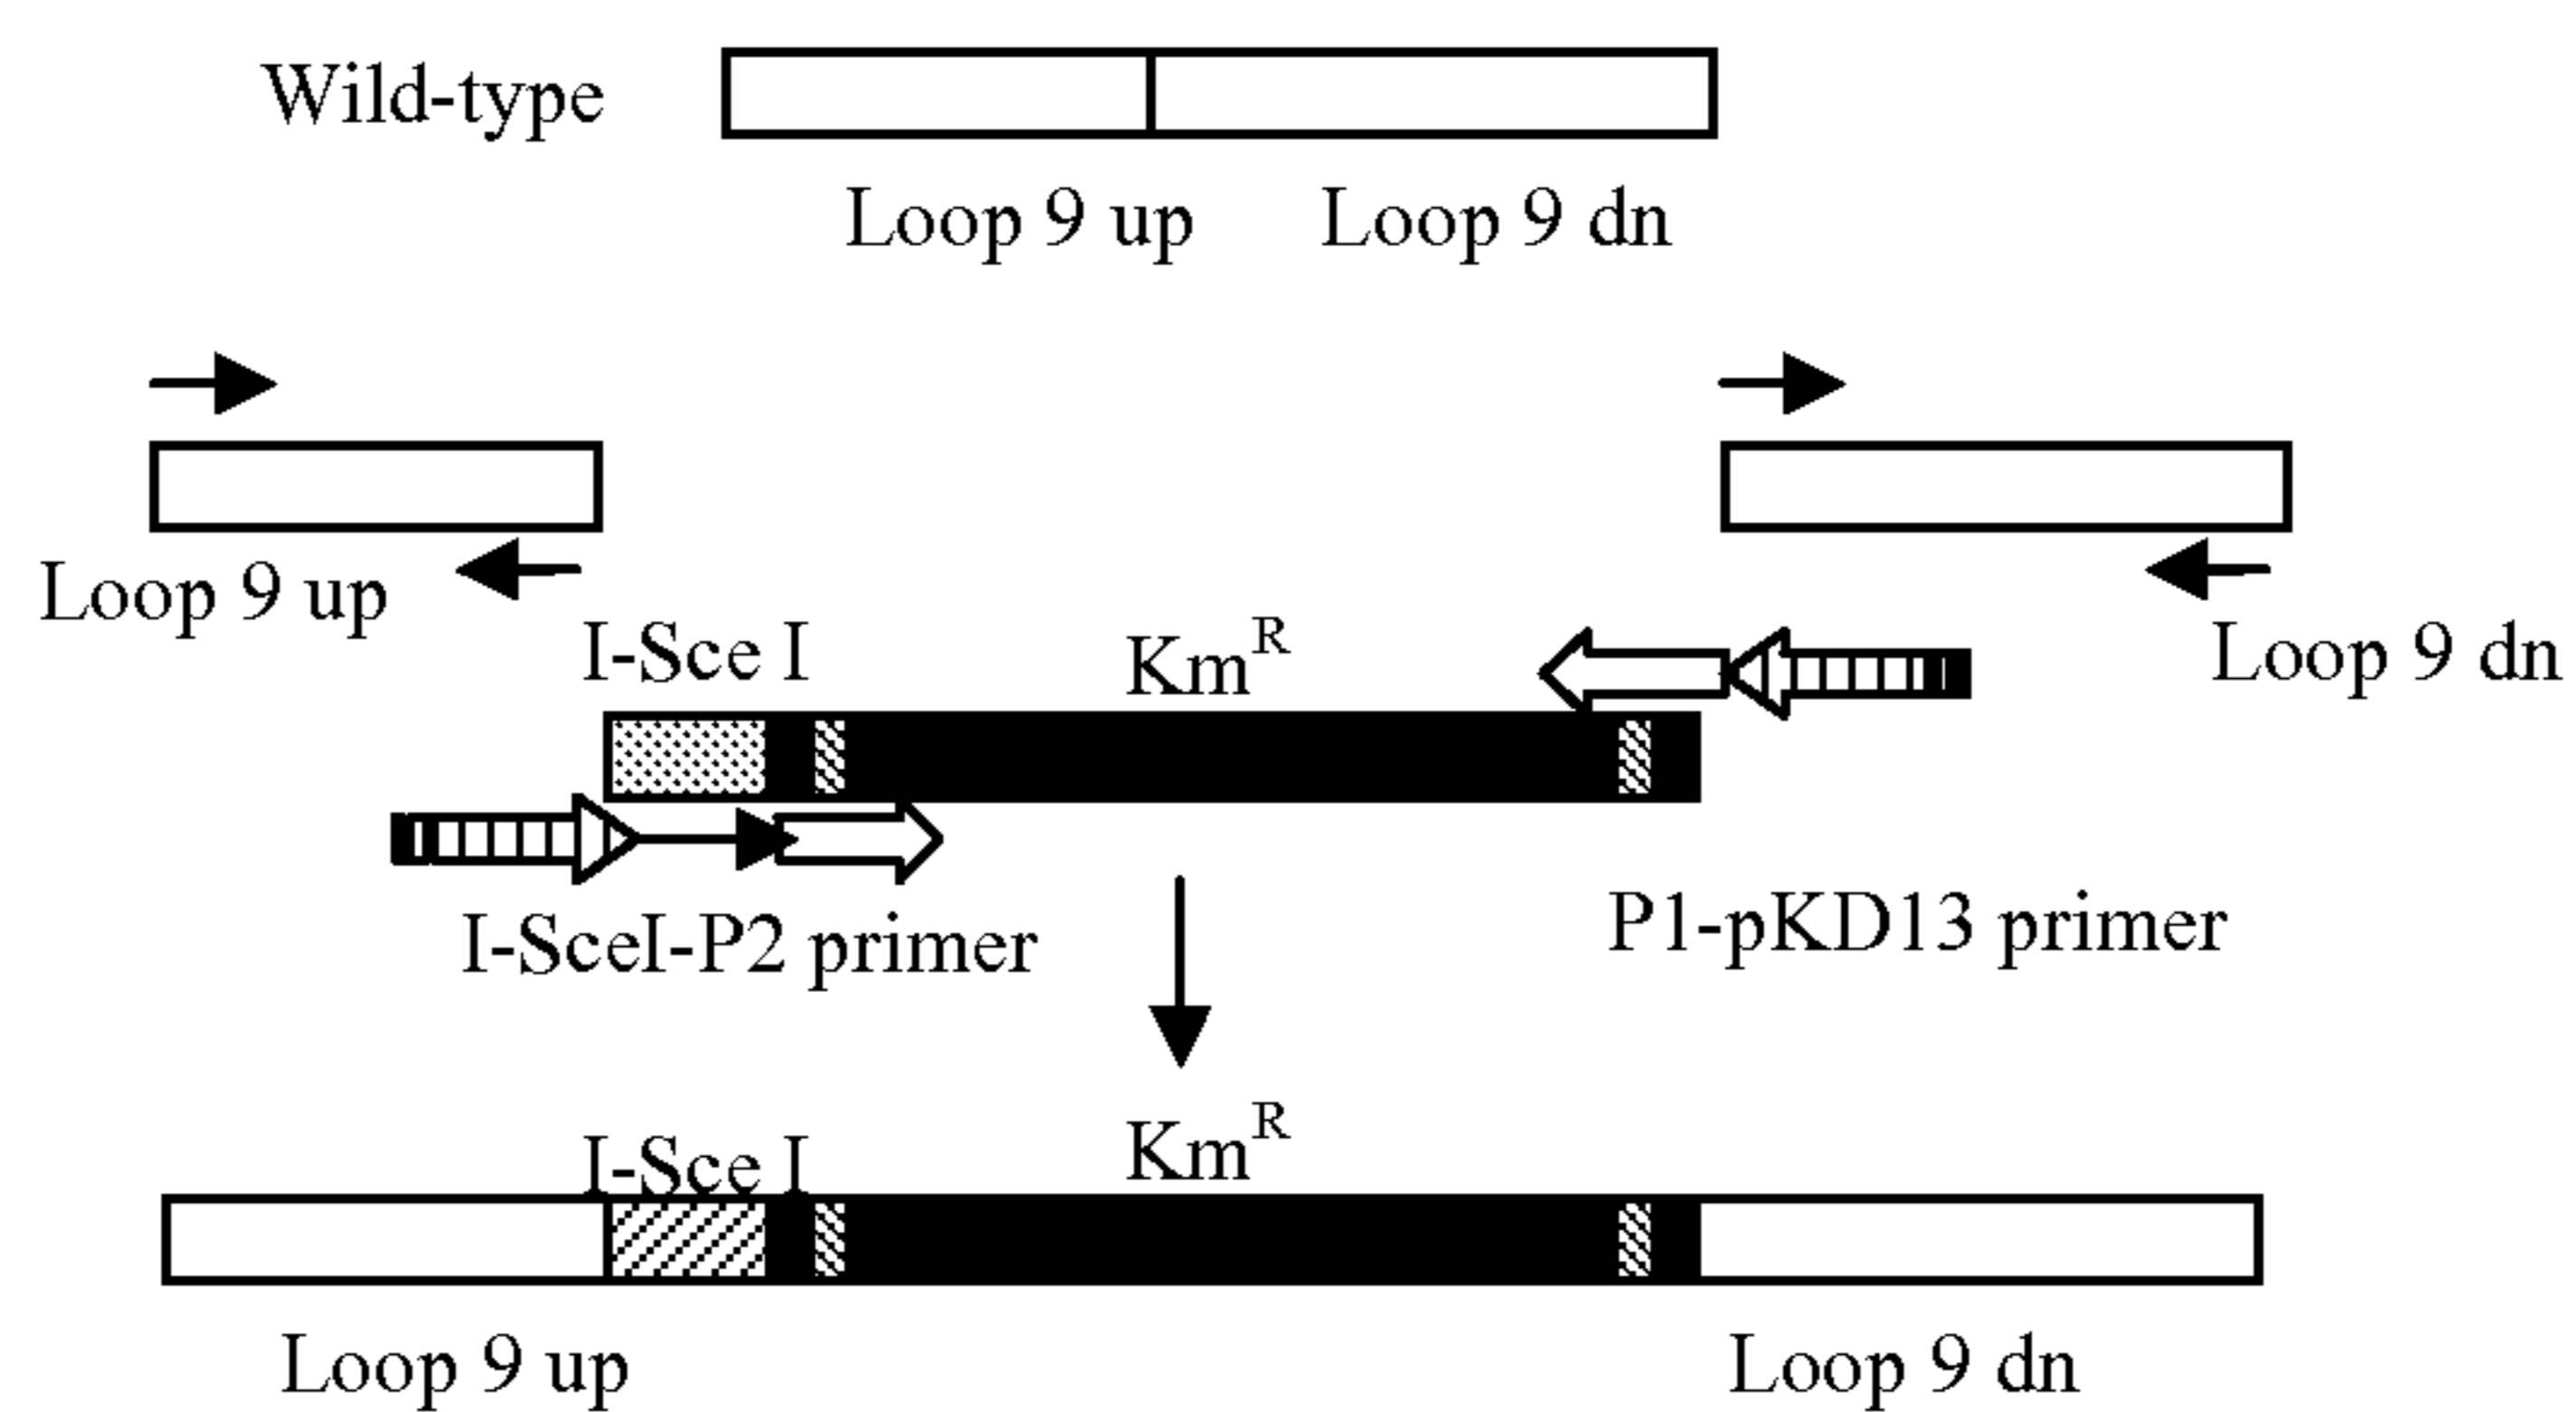 Wild-type
Loop 9 up Loop 9 dn
Loop 9 up
I-Sce I Km^R
Loop 9 dn
I-SceI-P2 primer
P1-pKD13 primer
I-Sce I Km^R
Loop 9 up Loop 9 dn